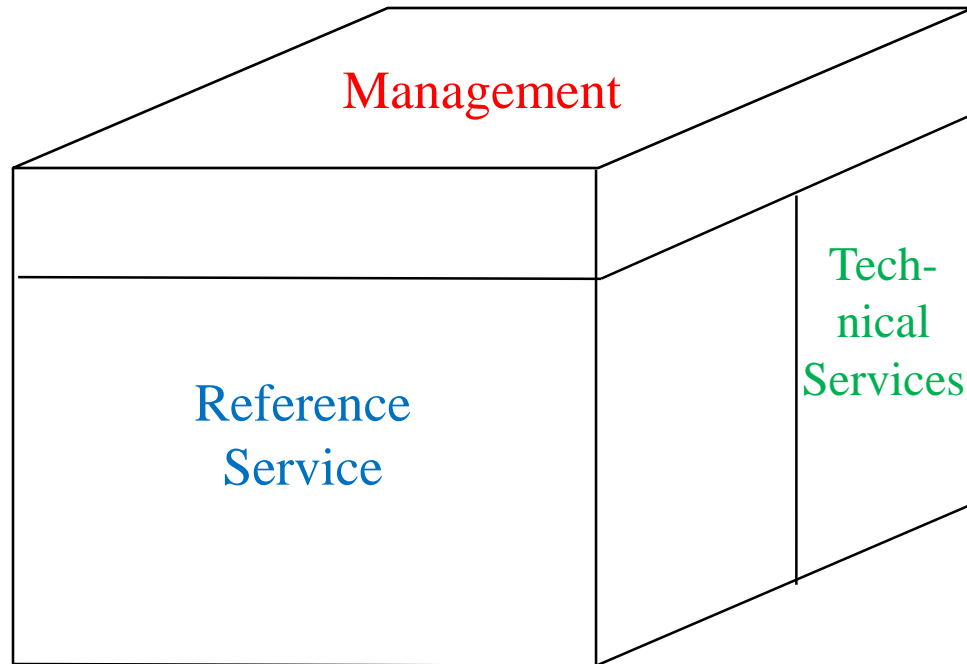 Management
Tech-
nical
Services
Reference
Service